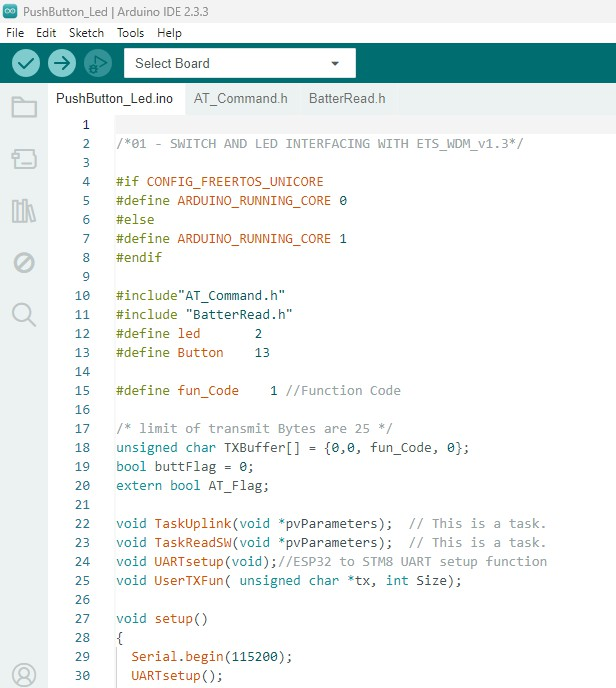 PushButton_Led | Arduino IDE 2.3.3
File Edit Sketch Tools Help
Select Board
PushButton_Led.ino AT_Command.h BatterRead.h
1
2 /*01 - SWITCH AND LED INTERFACING WITH ETS_WDM_v1.3*/
3
4 #if CONFIG_FREERTOS_UNICORE
5 #define ARDUINO_RUNNING_CORE 0
6 #else
7 #define ARDUINO_RUNNING_CORE 1
8 #endif
9
10 #include"AT_Command.h"
11 #include "BatterRead.h"
12 #define led 2
13 #define Button 13
14
15 #define fun_Code 1 //Function Code
16
17 /* limit of transmit Bytes are 25 */
18 unsigned char TXBuffer[] = {0,0, fun_Code, 0};
19 bool buttFlag = 0;
20 extern bool AT_Flag;
21
22 void TaskUplink(void *pvParameters); // This is a task.
23 void TaskReadSW(void *pvParameters); // This is a task.
24 void UARTsetup(void);//ESP32 to STM8 UART setup function
25 void UserTXFun( unsigned char *tx, int Size);
26
27 void setup()
28 {
29 Serial.begin(115200);
30 UARTsetup();